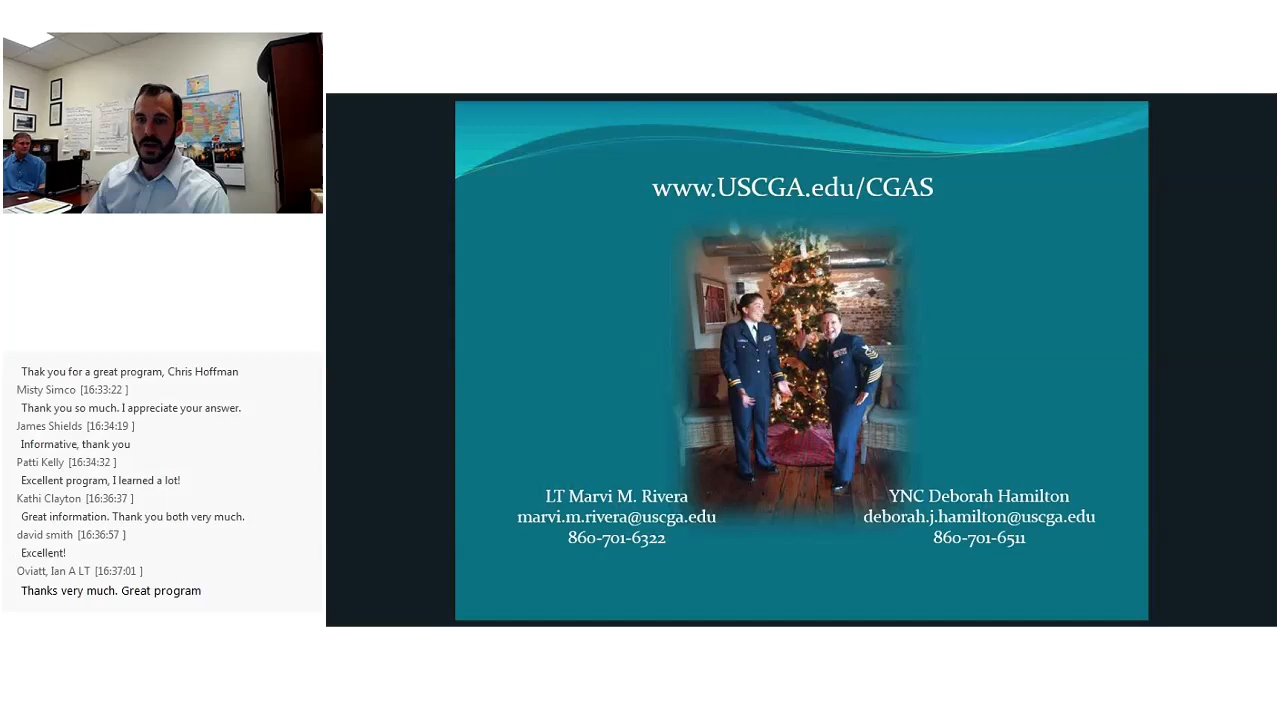 www.USCGA.edu/CGAS
LT Marvi M. Rivera
marvi.m.rivera@uscga.edu
860-701-6322
YNC Deborah Hamilton
deborah.j.hamilton@uscga.edu
860-701-6511
Thak you for a great program, Chris Hoffman
Misty Simco [16:33:22 ]
Thank you so much. I appreciate your answer.
James Shields [16:34:19 ]
Informative, thank you
Patti Kelly [16:34:32 ]
Excellent program, I learned a lot!
Kathi Clayton [16:36:37 ]
Great information. Thank you both very much.
david smith [16:36:57 ]
Excellent!
Oviatt, Ian A LT [16:37:01 ]
Thanks very much. Great program